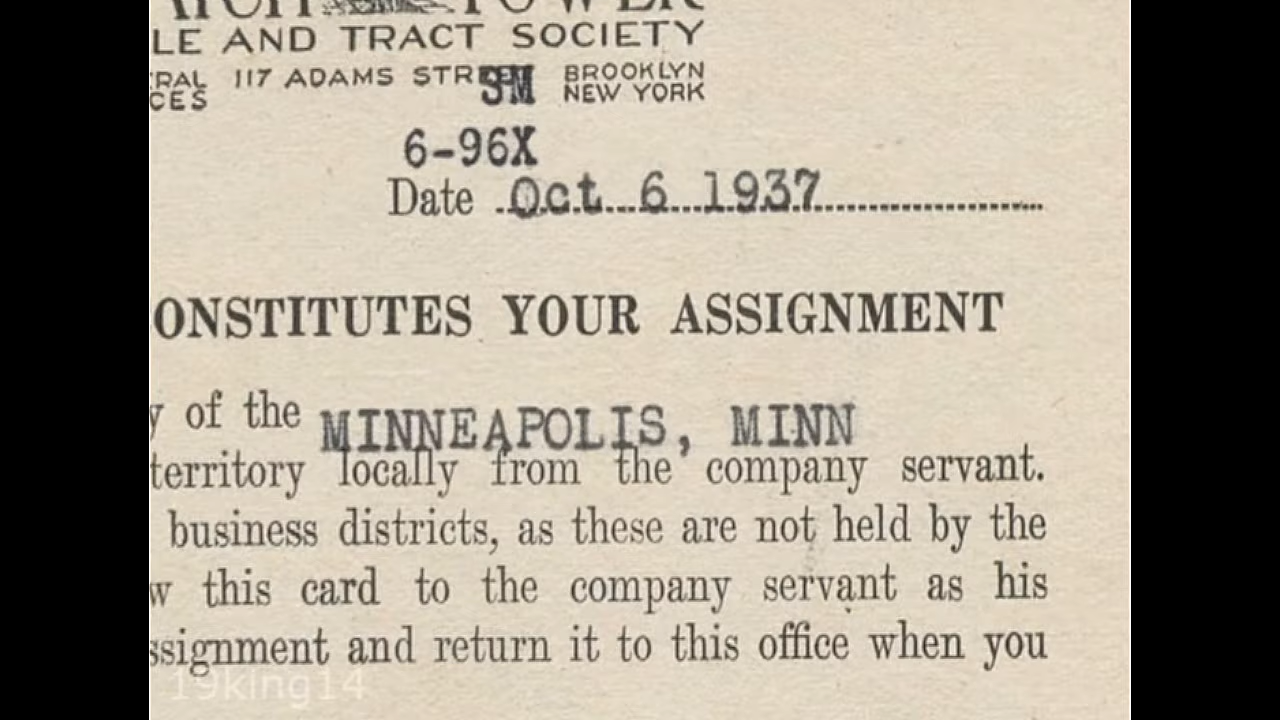 TOWER
LE AND TRACT SOCIETY
117 ADAMS STREET BROOKLYN
NEW YORK
SM
6-96X
Date Oct 6 1937
ONSTITUTES YOUR ASSIGNMENT
y of the MINNEAPOLIS, MINN
territory locally from the company servant.
business districts, as these are not held by the
w this card to the company servant as his
ssignment and return it to this office when you
19king14